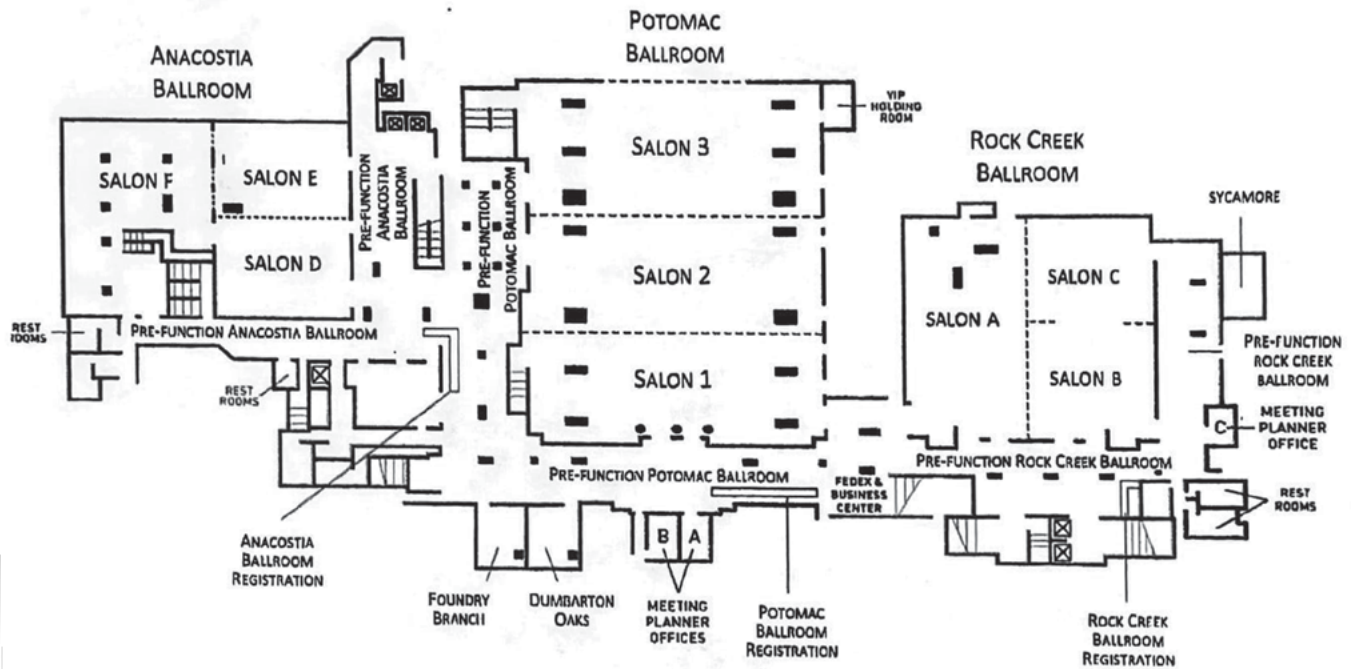 POTOMAC
BALLROOM
ANACOSTIA
BALLROOM
VIP
HOLDING
ROOM
ROCK CREEK
BALLROOM
SYCAMORE
SALON F
SALON E
SALON D
PRE-FUNCTION
ANACOSTIA
BALLROOM
PRE-FUNCTION
POTOMAC BALLROOM
SALON 3
SALON 2
SALON 1
SALON A
SALON C
SALON B
REST
ROOMS
PRE-FUNCTION ANACOSTIA BALLROOM
REST
ROOMS
PRE-FUNCTION
ROCK CREEK
BALLROOM
C
MEETING
PLANNER
OFFICE
PRE-FUNCTION POTOMAC BALLROOM
FEDEX &
BUSINESS
CENTER
PRE-FUNCTION ROCK CREEK BALLROOM
REST
ROOMS
B
A
ANACOSTIA
BALLROOM
REGISTRATION
FOUNDRY
BRANCH
DUMBARTON
OAKS
MEETING
PLANNER
OFFICES
POTOMAC
BALLROOM
REGISTRATION
ROCK CREEK
BALLROOM
REGISTRATION